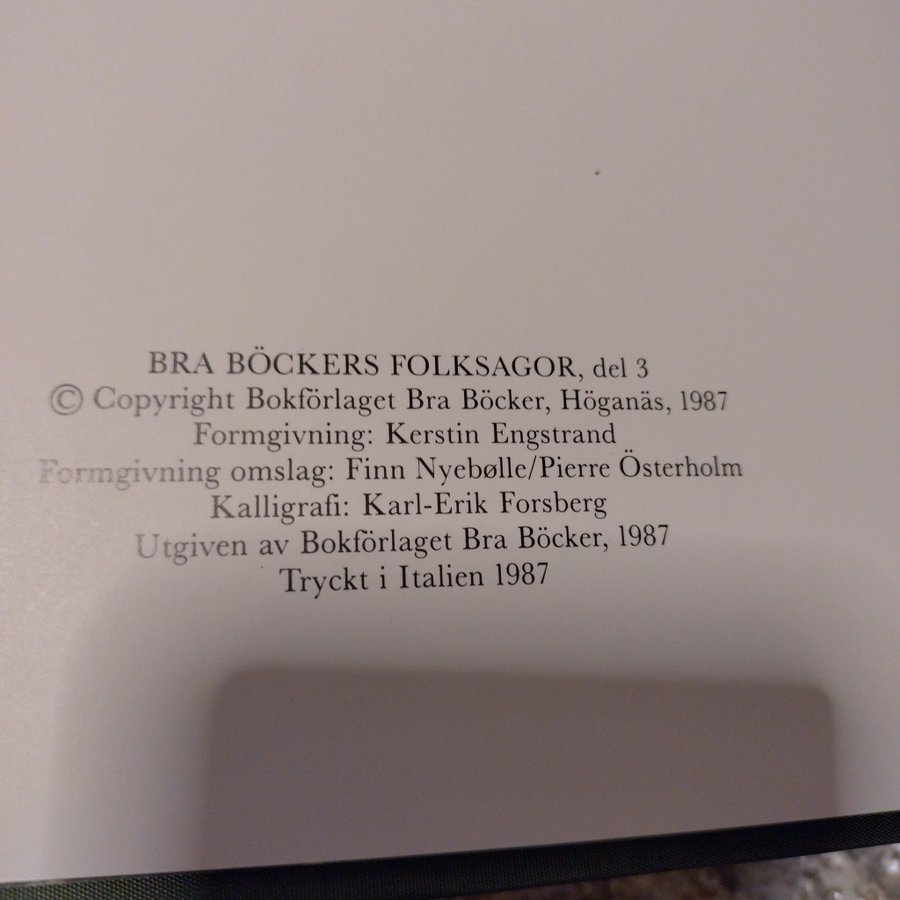 BRA BÖCKERS FOLKSAGOR, del 3
© Copyright Bokförlaget Bra Böcker, Höganäs, 1987
Formgivning: Kerstin Engstrand
Formgivning omslag: Finn Nyebølle/Pierre Österholm
Kalligrafi: Karl-Erik Forsberg
Utgiven av Bokförlaget Bra Böcker, 1987
Tryckt i Italien 1987